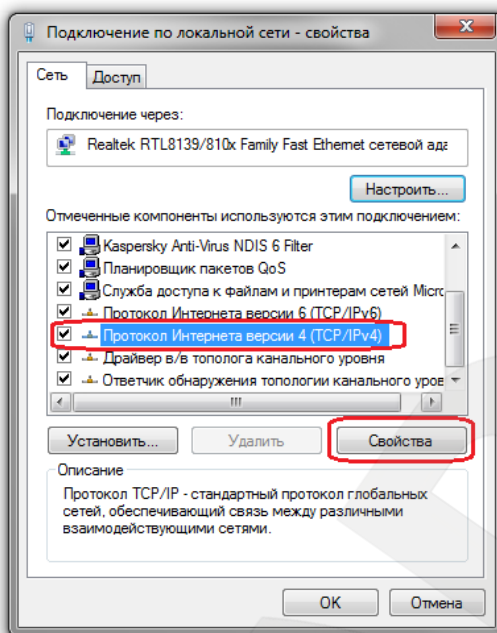 Подключение по локальной сети - свойства
Сеть
Доступ
Подключение через:
Realtek RTL8139/810x Family Fast Ethernet сетевой ада
Настроить...
Отмеченные компоненты используются этим подключением:
Kaspersky Anti-Virus NDIS 6 Filter
Планировщик пакетов QoS
Служба доступа к файлам и принтерам сетей Micro
Протокол Интернета версии 6 (TCP/IPv6)
Протокол Интернета версии 4 (TCP/IPv4)
Драйвер в/в тополога канального уровня
Ответчик обнаружения топологии канального уров
Установить...
Удалить
Свойства
Описание
Протокол TCP/IP - стандартный протокол глобальных
сетей, обеспечивающий связь между различными
взаимодействующими сетями.
OK
Отмена